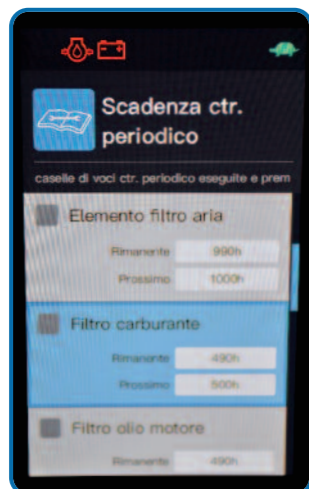 Scadenza ctr.
periodico
caselle di voci ctr. periodico eseguite e prem
Elemento filtro aria
Rimanente 990h
Prossimo 1000h
Filtro carburante
Rimanente 490h
Prossimo 500h
Filtro olio motore
Rimanente 490h